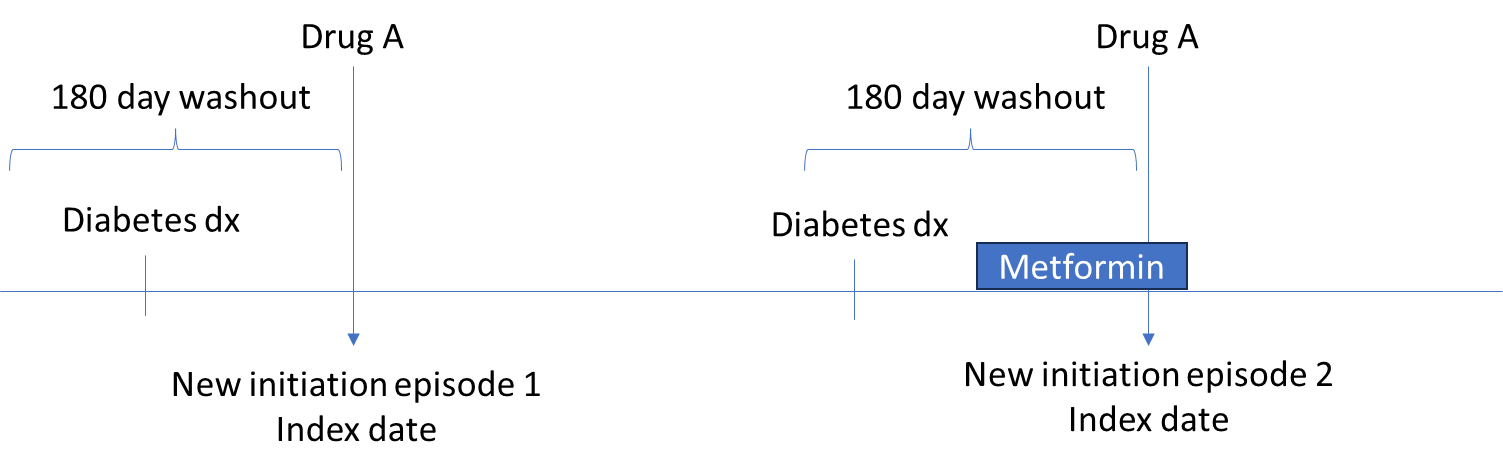 Drug A
180 day washout
Diabetes dx
New initiation episode 1
Index date
Drug A
180 day washout
Diabetes dx
Metformin
New initiation episode 2
Index date